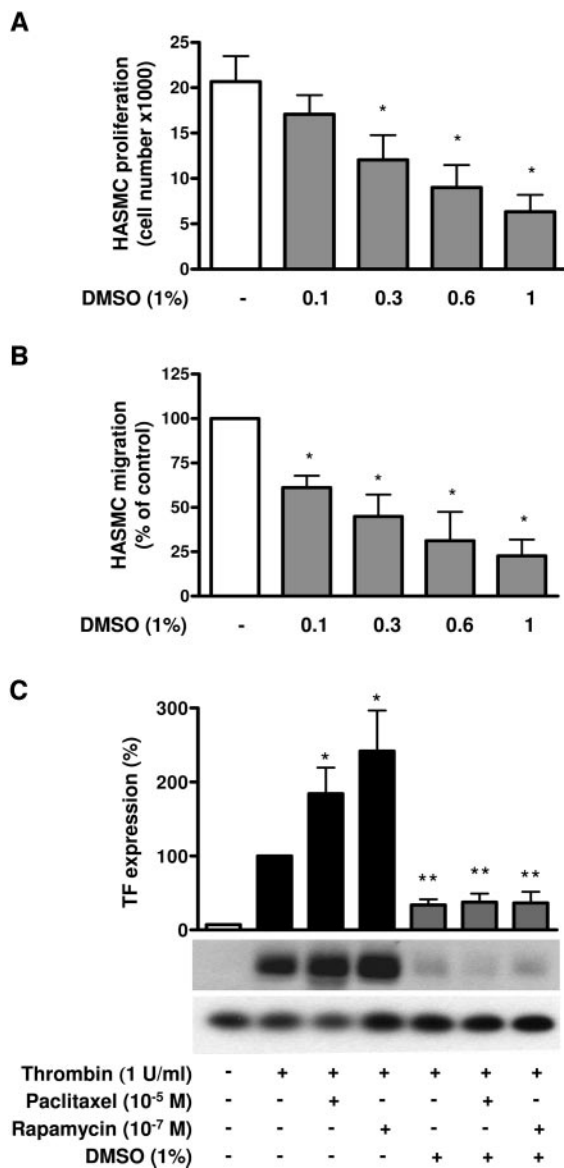 A
HASMC proliferation
(cell number x1000)
25
20
15
10
5
0
* * *
DMSO (1%) - 0.1 0.3 0.6 1
B
HASMC migration
(% of control)
125
100
75
50
25
0
* * * *
DMSO (1%) - 0.1 0.3 0.6 1
C
TF expression (%)
300
200
100
0
* * ** ** **
Thrombin (1 U/ml) - + + + + + +
Paclitaxel (10⁻⁵ M) - - + - - + -
Rapamycin (10⁻⁷ M) - - - + - - +
DMSO (1%) - - - - + + +